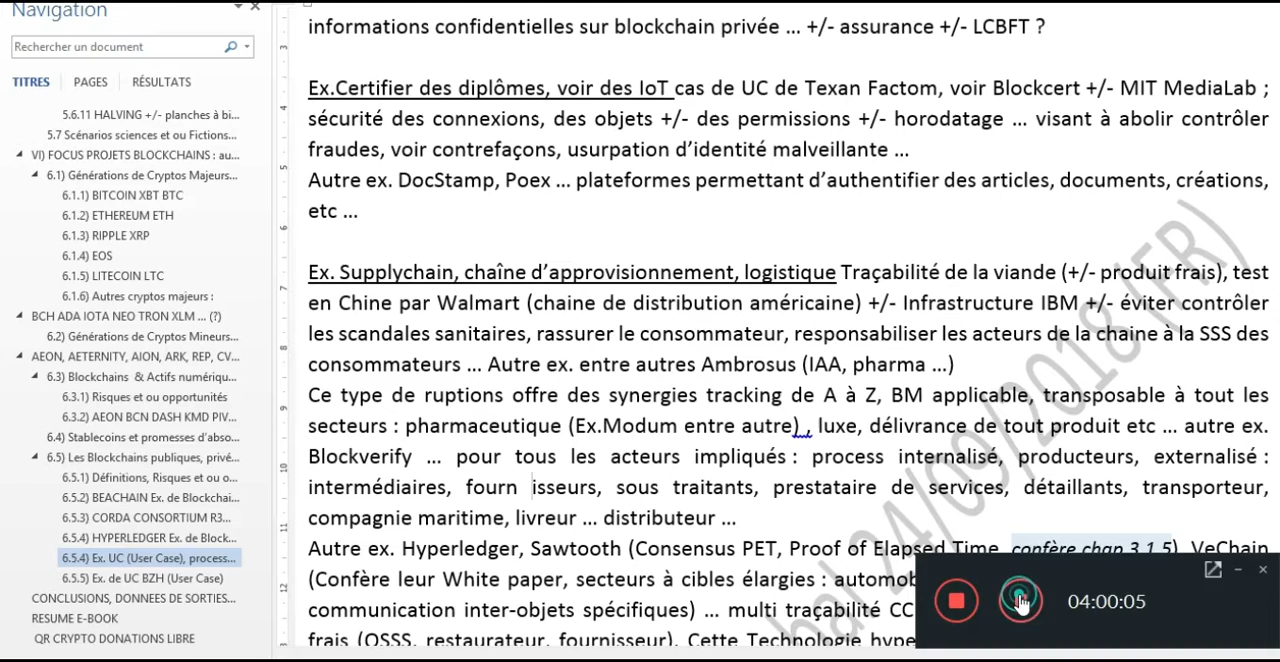 Navigation
Rechercher un document
TITRES
PAGES
RÉSULTATS
5.6.11 HALVING +/- planches à bi...
5.7 Scénarios sciences et ou Fictions...
VI) FOCUS PROJETS BLOCKCHAINS : au...
6.1) Générations de Cryptos Majeurs...
6.1.1) BITCOIN XBT BTC
6.1.2) ETHEREUM ETH
6.1.3) RIPPLE XRP
6.1.4) EOS
6.1.5) LITECOIN LTC
6.1.6) Autres cryptos majeurs :
BCH ADA IOTA NEO TRON XLM ... (?)
6.2) Générations de Cryptos Mineurs...
AEON, AETERNITY, AION, ARK, REP, CV...
6.3) Blockchains & Actifs numériqu...
6.3.1) Risques et ou opportunités
6.3.2) AEON BCN DASH KMD PIV...
6.4) Stablecoins et promesses d'abso...
6.5) Les Blockchains publiques, privé...
6.5.1) Définitions, Risques et ou o...
6.5.2) BEACHAIN Ex. de Blockchai...
6.5.3) CORDA CONSORTIUM R3...
6.5.4) HYPERLEDGER Ex. de Block...
6.5.4) Ex. UC (User Case), process...
6.5.5) Ex. de UC BZH (User Case)
CONCLUSIONS, DONNEES DE SORTIES...
RESUME E-BOOK
QR CRYPTO DONATIONS LIBRE
3
4
5
6
7
8
9
10
11
12
informations confidentielles sur blockchain privée ... +/- assurance +/- LCBFT ?
Ex.Certifier des diplômes, voir des IoT cas de UC de Texan Factom, voir Blockcert +/- MIT MediaLab ;
sécurité des connexions, des objets +/- des permissions +/- horodatage ... visant à abolir contrôler
fraudes, voir contrefaçons, usurpation d'identité malveillante ...
Autre ex. DocStamp, Poex ... plateformes permettant d'authentifier des articles, documents, créations,
etc ...
Ex. Supplychain, chaîne d'approvisionnement, logistique Traçabilité de la viande (+/- produit frais), test
en Chine par Walmart (chaine de distribution américaine) +/- Infrastructure IBM +/- éviter contrôler
les scandales sanitaires, rassurer le consommateur, responsabiliser les acteurs de la chaine à la SSS des
consommateurs ... Autre ex. entre autres Ambrosus (IAA, pharma ...)
Ce type de ruptions offre des synergies tracking de A à Z, BM applicable, transposable à tout les
secteurs : pharmaceutique (Ex.Modum entre autre) , luxe, délivrance de tout produit etc ... autre ex.
Blockverify ... pour tous les acteurs impliqués : process internalisé, producteurs, externalisé :
intermédiaires, fourn isseurs, sous traitants, prestataire de services, détaillants, transporteur,
compagnie maritime, livreur ... distributeur ...
Autre ex. Hyperledger, Sawtooth (Consensus PET, Proof of Elapsed Time, confère chap 3.1.5), VeChain
(Confère leur White paper, secteurs à cibles élargies : automob
communication inter-objets spécifiques) ... multi traçabilité CC
frais (OSSS, restaurateur, fournisseur). Cette Technologie hype
24/09/2018 (FR)
04:00:05